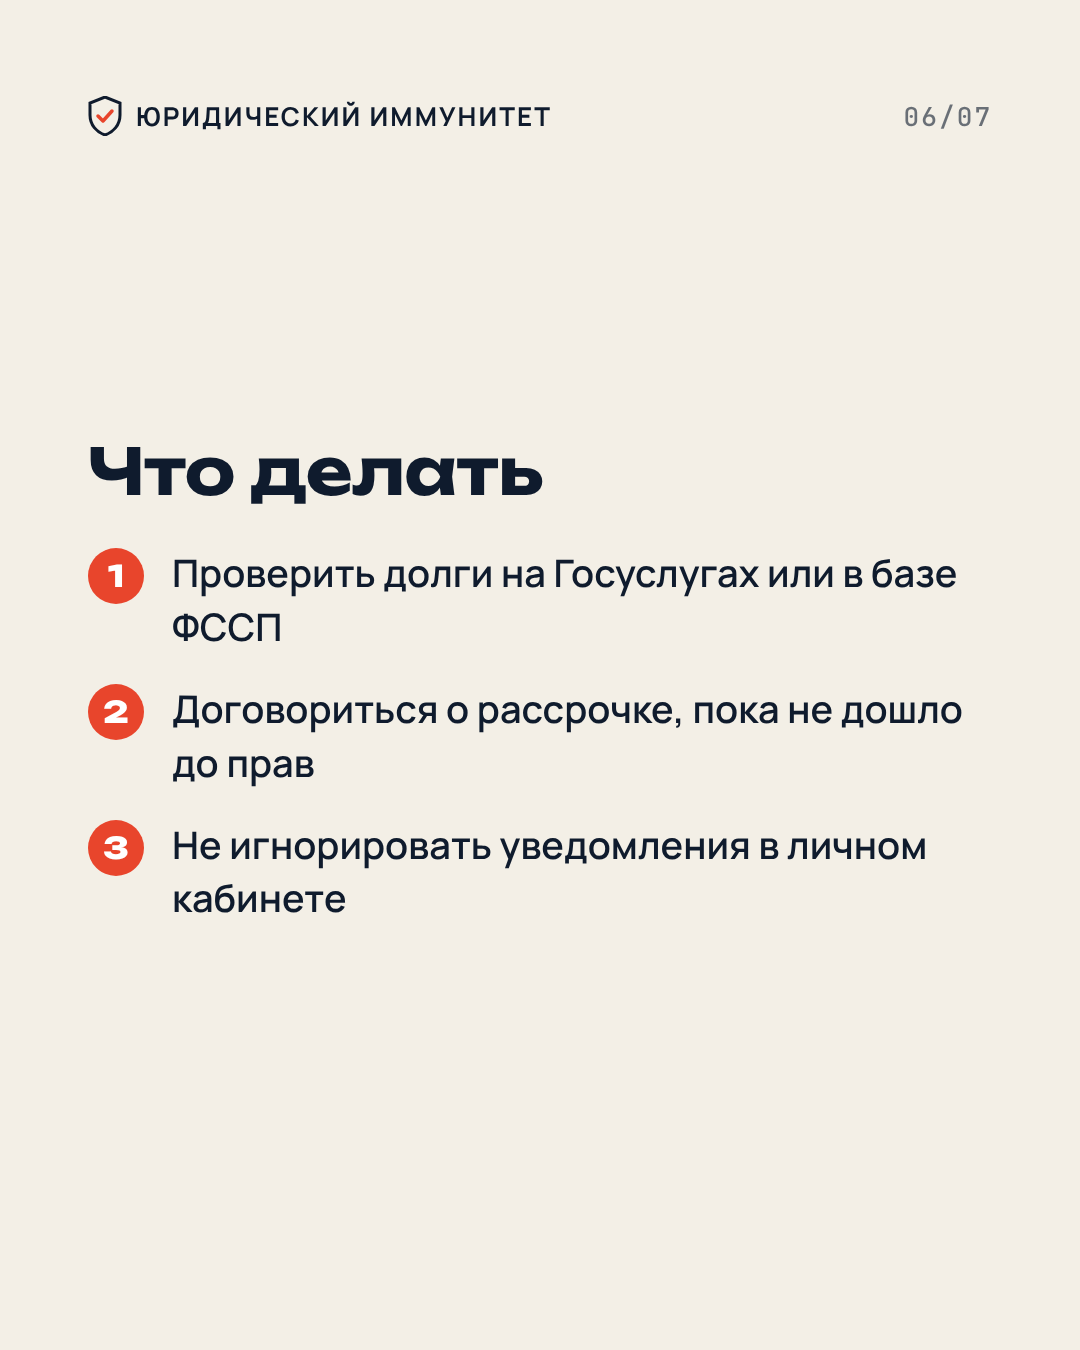 ЮРИДИЧЕСКИЙ ИММУНИТЕТ
06/07
Что делать
1 Проверить долги на Госуслугах или в базе
ФССП
2 Договориться о рассрочке, пока не дошло
до прав
3 Не игнорировать уведомления в личном
кабинете